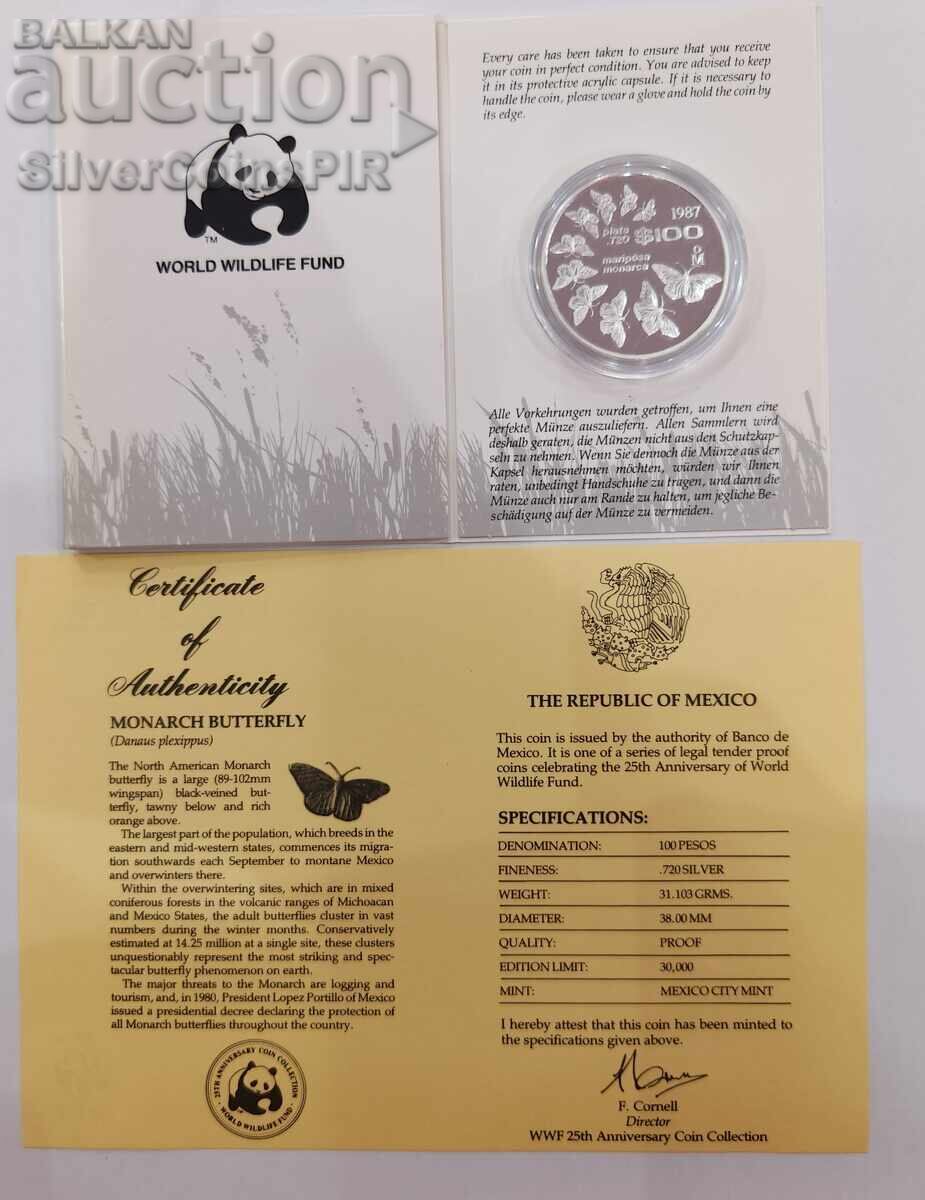 BALKAN
auction
SilverCoinsPIR
TM
WORLD WILDLIFE FUND
Every care has been taken to ensure that you receive
your coin in perfect condition. You are advised to keep
it in its protective acrylic capsule. If it is necessary to
handle the coin, please wear a glove and hold the coin by
its edge.
1987
plata
.720
$100
mariposa
monarca
Mo
Alle Vorkehrungen wurden getroffen, um Ihnen eine
perfekte Münze auszuliefern. Allen Sammlern wird
deshalb geraten, die Münzen nicht aus den Schutzkap-
seln zu nehmen. Wenn Sie dennoch die Münze aus der
Kapsel herausnehmen möchten, würden wir Ihnen
raten, unbedingt Handschuhe zu tragen, und dann die
Münze auch nur am Rande zu halten, um jegliche Be-
schädigung auf der Münze zu vermeiden.
Certificate
of
Authenticity
MONARCH BUTTERFLY
(Danaus plexippus)
The North American Monarch
butterfly is a large (89-102mm
wingspan) black-veined but-
terfly, tawny below and rich
orange above.
The largest part of the population, which breeds in the
eastern and mid-western states, commences its migra-
tion southwards each September to montane Mexico
and overwinters there.
Within the overwintering sites, which are in mixed
coniferous forests in the volcanic ranges of Michoacan
and Mexico States, the adult butterflies cluster in vast
numbers during the winter months. Conservatively
estimated at 14.25 million at a single site, these clusters
unquestionably represent the most striking and spec-
tacular butterfly phenomenon on earth.
The major threats to the Monarch are logging and
tourism, and, in 1980, President Lopez Portillo of Mexico
issued a presidential decree declaring the protection of
all Monarch butterflies throughout the country.
25TH ANNIVERSARY COIN COLLECTION
WORLD WILDLIFE FUND
THE REPUBLIC OF MEXICO
This coin is issued by the authority of Banco de
Mexico. It is one of a series of legal tender proof
coins celebrating the 25th Anniversary of World
Wildlife Fund.
SPECIFICATIONS:
DENOMINATION: 100 PESOS
FINENESS: .720 SILVER
WEIGHT: 31.103 GRMS.
DIAMETER: 38.00 MM
QUALITY: PROOF
EDITION LIMIT: 30,000
MINT: MEXICO CITY MINT
I hereby attest that this coin has been minted to
the specifications given above.
F. Cornell
Director
WWF 25th Anniversary Coin Collection